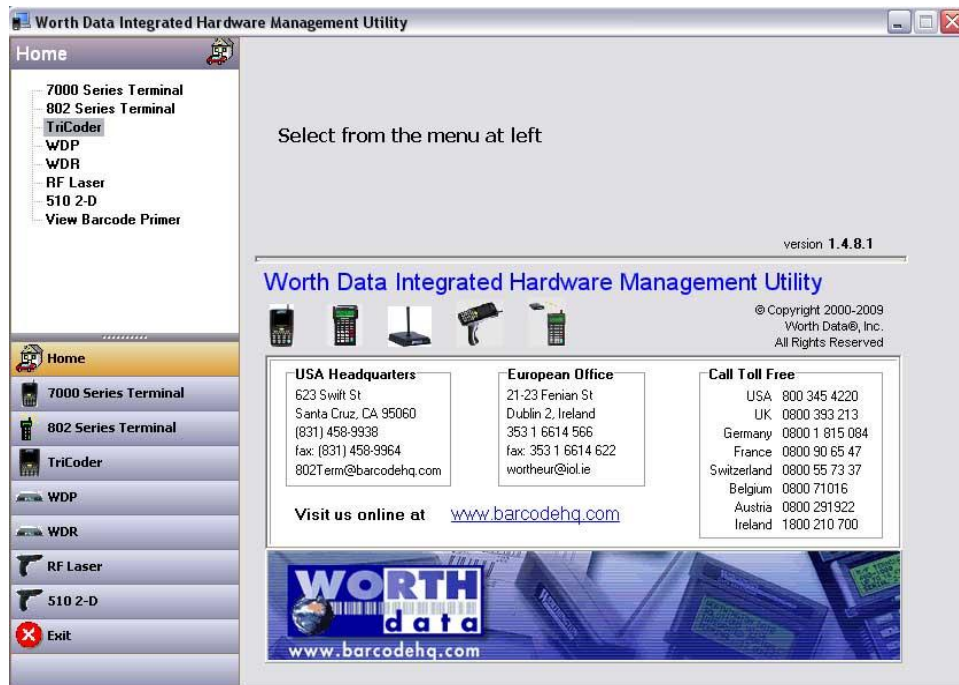 Worth Data Integrated Hardware Management Utility
Home
7000 Series Terminal
802 Series Terminal
TriCoder
WDP
WDR
RF Laser
510 2-D
View Barcode Primer
Home
7000 Series Terminal
802 Series Terminal
TriCoder
WDP
WDR
RF Laser
510 2-D
Exit
Select from the menu at left
version 1.4.8.1
Worth Data Integrated Hardware Management Utility
© Copyright 2000-2009
Worth Data®, Inc.
All Rights Reserved
USA Headquarters
623 Swift St
Santa Cruz, CA 95060
(831) 458-9938
fax: (831) 458-9964
802Term@barcodehq.com
European Office
21-23 Fenian St
Dublin 2, Ireland
353 1 6614 566
fax: 353 1 6614 622
wortheur@iol.ie
Call Toll Free
USA 800 345 4220
UK 0800 393 213
Germany 0800 1 815 084
France 0800 90 65 47
Switzerland 0800 55 73 37
Belgium 0800 71016
Austria 0800 291922
Ireland 1800 210 700
Visit us online at www.barcodehq.com
WORTH
data
www.barcodehq.com